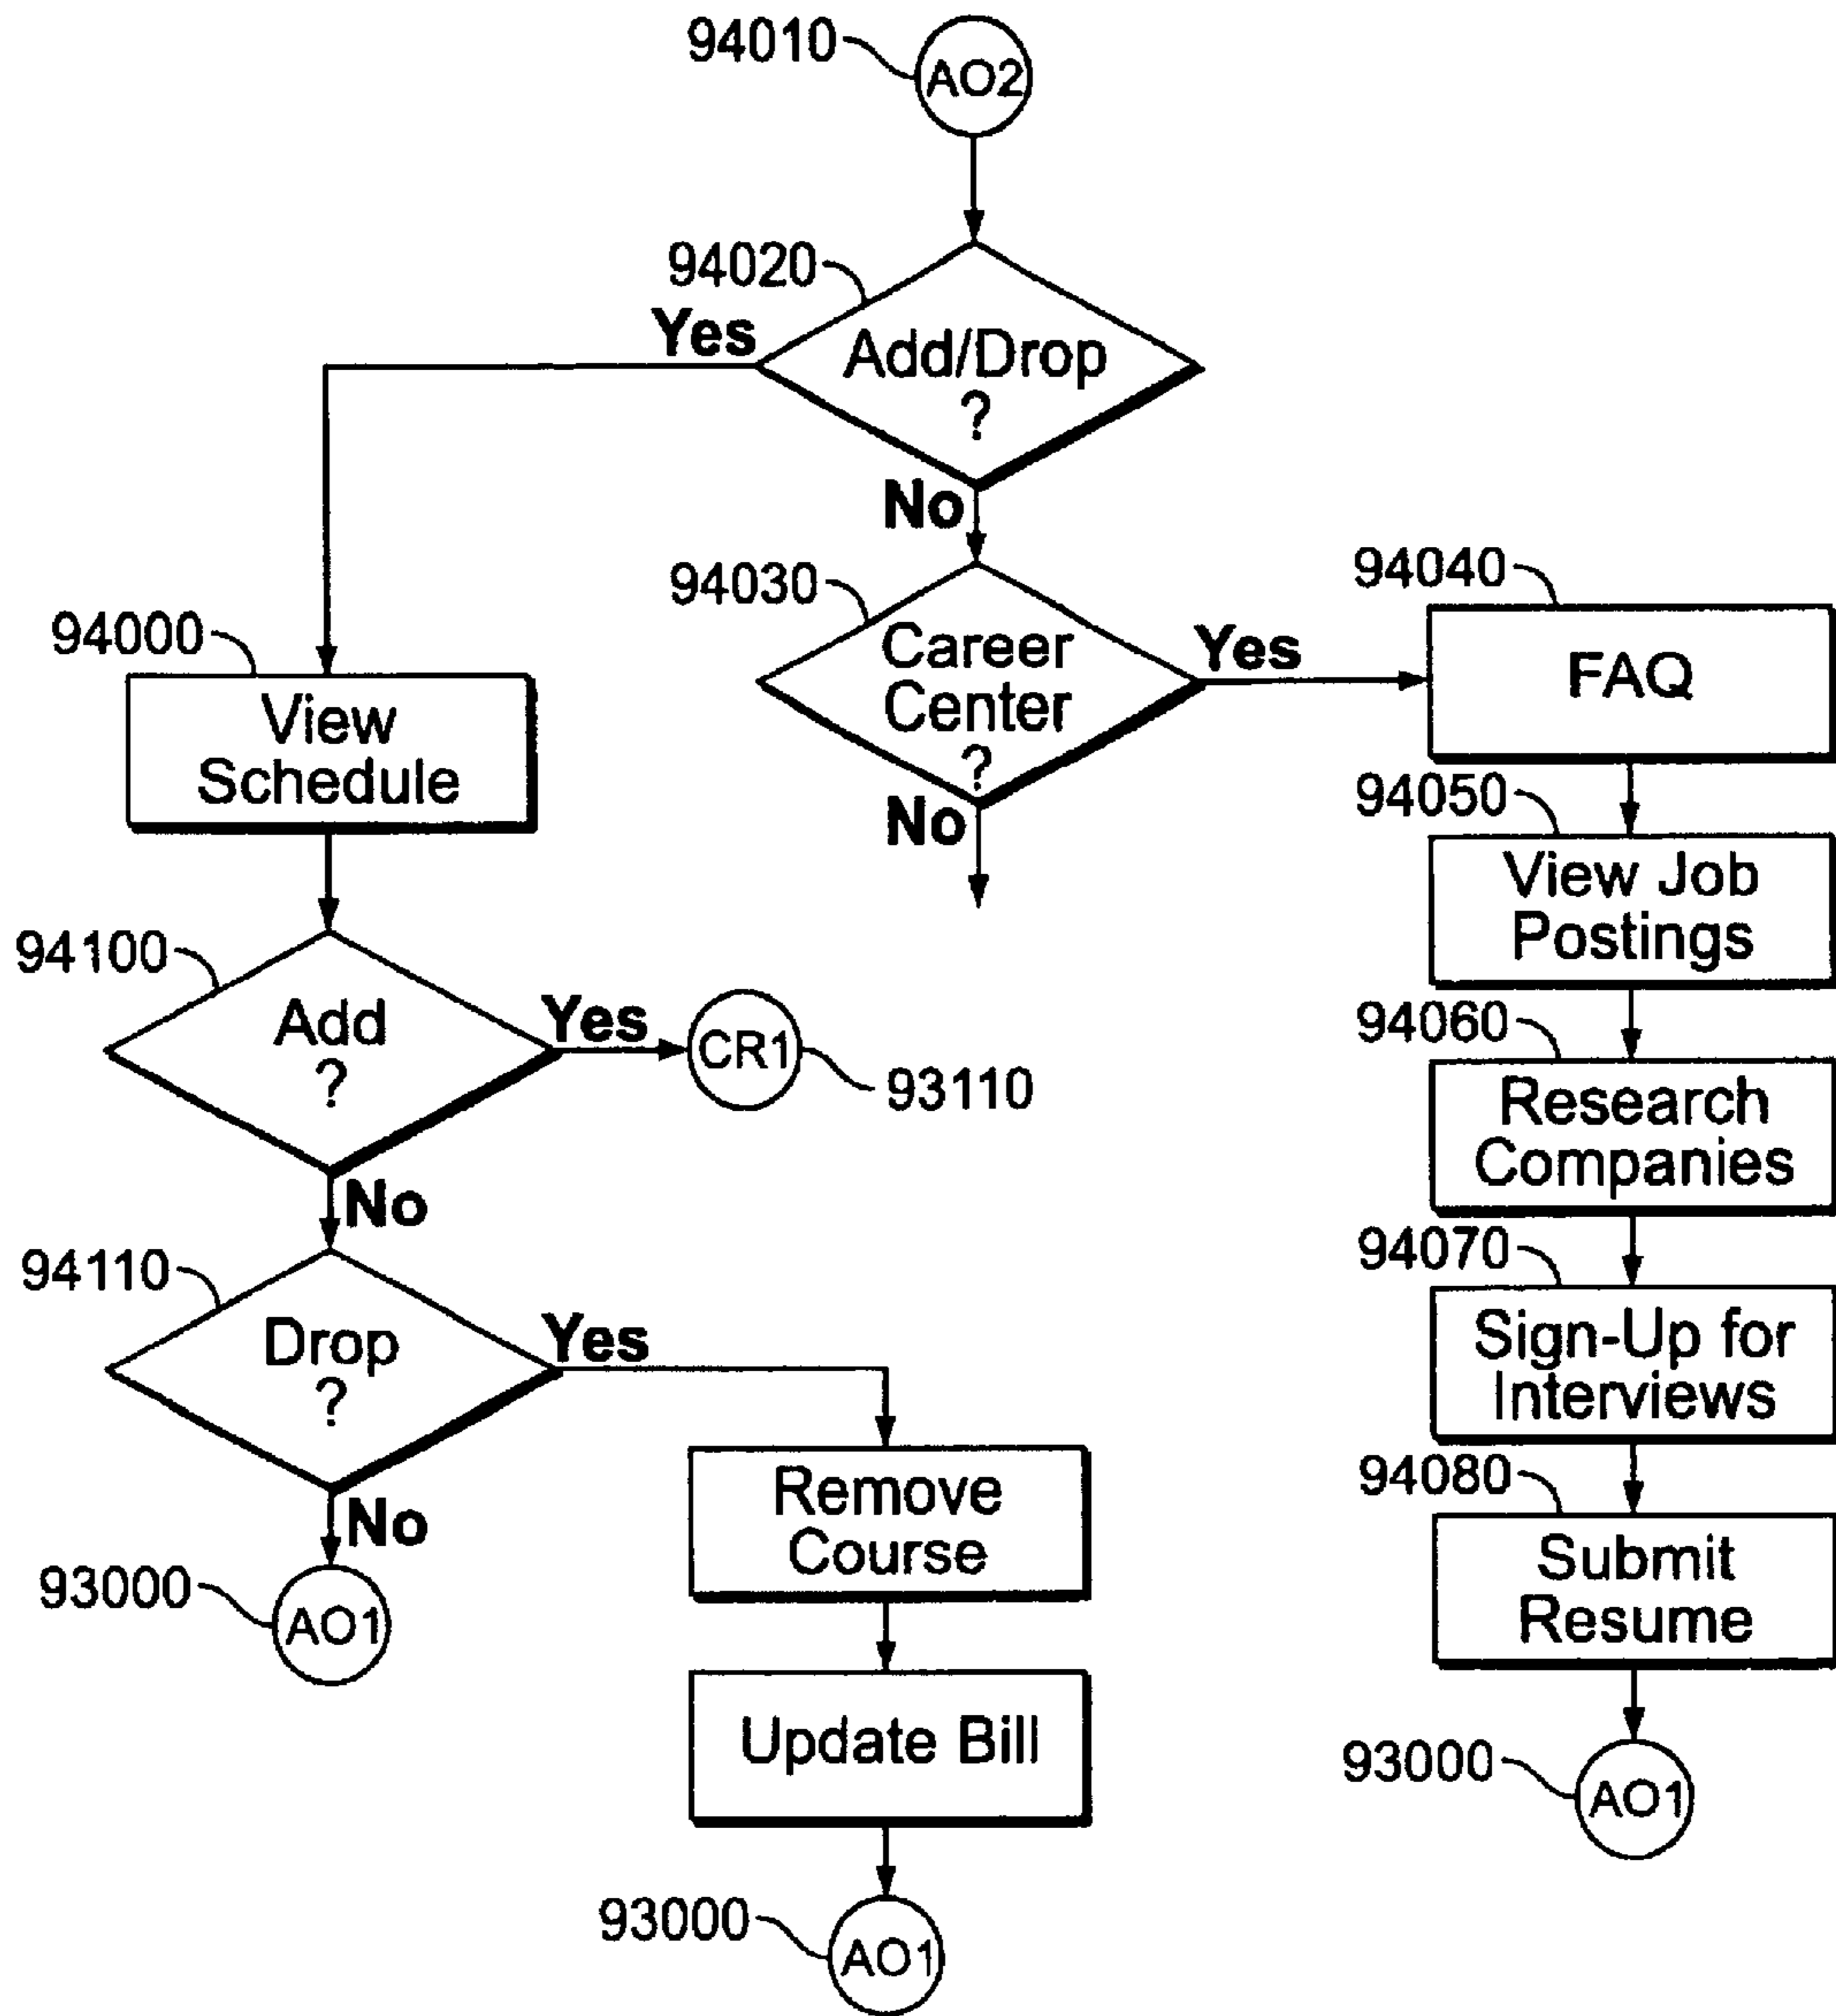 94010
AO2
94020
Yes
Add/Drop
?
No
94030
Career
Center
?
Yes
No
94040
FAQ
94050
View Job
Postings
94060
Research
Companies
94070
Sign-Up for
Interviews
94080
Submit
Resume
93000
AO1
94000
View
Schedule
94100
Add
?
Yes
CR1
93110
No
94110
Drop
?
Yes
No
93000
AO1
Remove
Course
Update Bill
93000
AO1